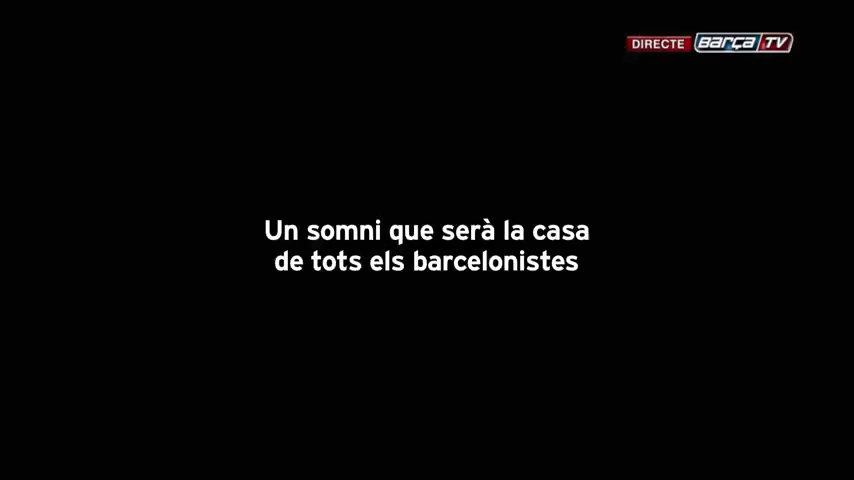 DIRECTE BARÇA TV
Un somni que serà la casa
de tots els barcelonistes